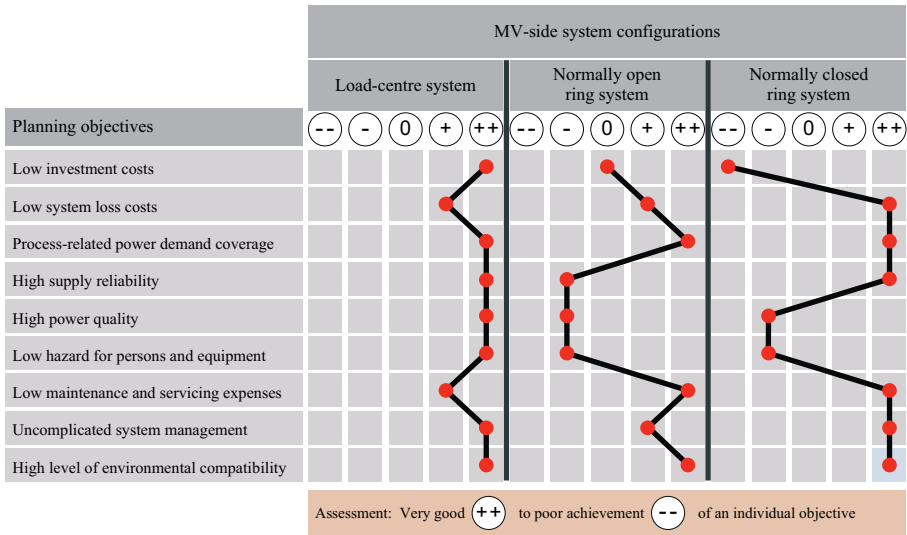 MV-side system configurations
Load-centre system
Normally open
ring system
Normally closed
ring system
Planning objectives -- - 0 + ++ -- - 0 + ++ -- - 0 + ++
Low investment costs
Low system loss costs
Process-related power demand coverage
High supply reliability
High power quality
Low hazard for persons and equipment
Low maintenance and servicing expenses
Uncomplicated system management
High level of environmental compatibility
Assessment: Very good ++ to poor achievement -- of an individual objective